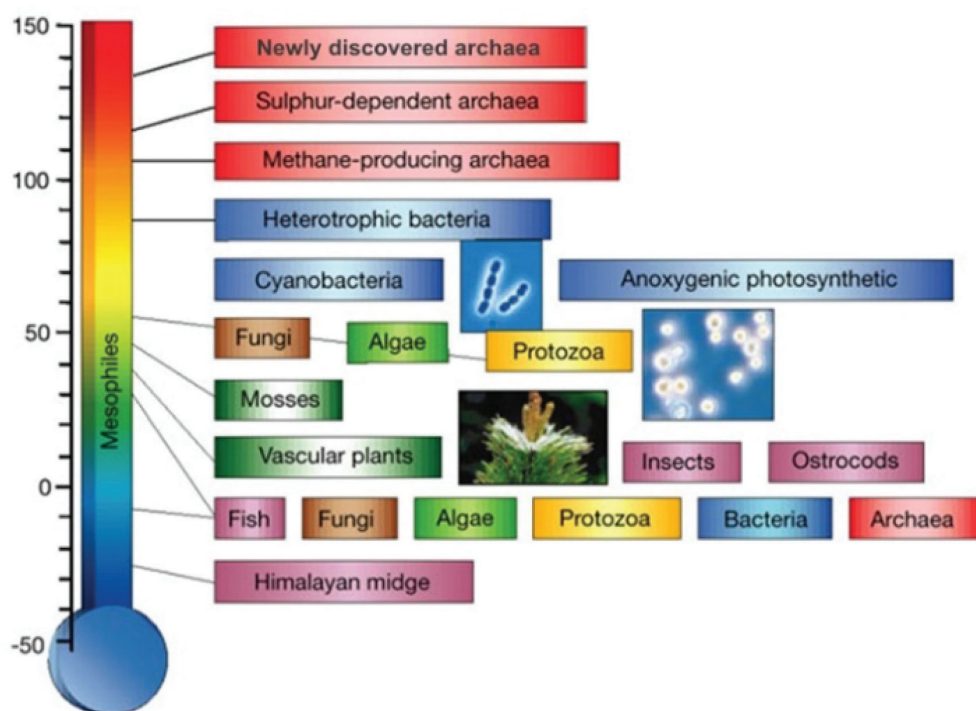 150
Newly discovered archaea
Sulphur-dependent archaea
Methane-producing archaea
100
Heterotrophic bacteria
Cyanobacteria
Anoxygenic photosynthetic
50
Fungi
Algae
Protozoa
Mesophiles
Mosses
Vascular plants
Insects
Ostrocods
0
Fish
Fungi
Algae
Protozoa
Bacteria
Archaea
Himalayan midge
-50